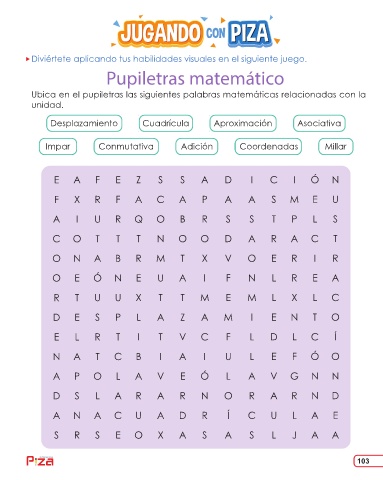 JUGANDO CON PIZA
Diviértete aplicando tus habilidades visuales en el siguiente juego.
Pupiletras matemático
Ubica en el pupiletras las siguientes palabras matemáticas relacionadas con la
unidad.
Desplazamiento Cuadrícula Aproximación Asociativa
Impar Conmutativa Adición Coordenadas Millar
E A F E Z S S A D I C I Ó N
F X R F A C A P A A S M E U
A I U R Q O B R S S T P L S
C O T T T N O O D A R A C T
O N A B R M T X V O E R I R
O E Ó N E U A I F N L R E A
R T U U X T T M E M L X L C
D E S P L A Z A M I E N T O
E L R T I T V C F L D L C Í
N A T C B I A I U L E F Ó O
A P O L A V E Ó L A V G N N
D S L A R A R N O R A R N D
A N A C U A D R Í C U L A E
S R S E O X A S A S L J A A
Piza
103